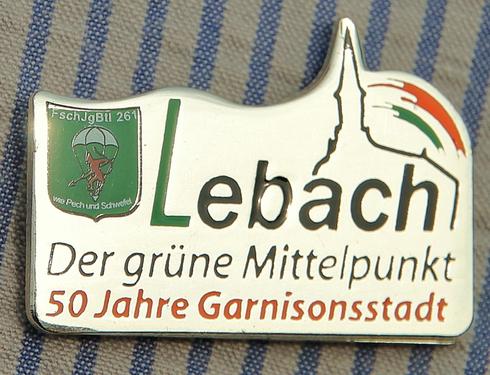 FschJgBtl 261
wie Pech und Schwefel
Lebach
Der grüne Mittelpunkt
50 Jahre Garnisonsstadt